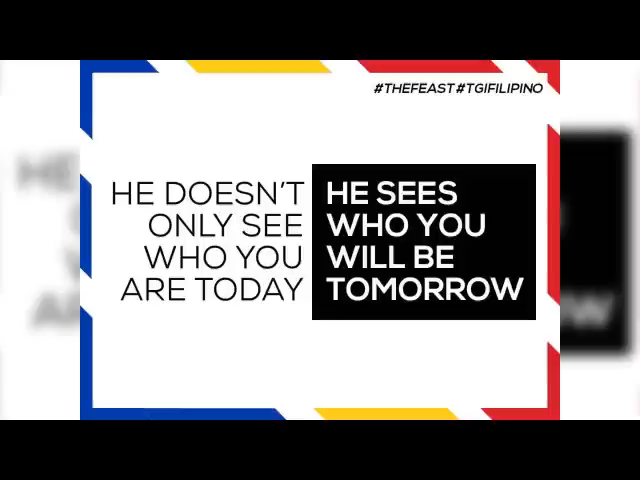 #THEFEAST #TGIFILIPINO
HE DOESN'T
ONLY SEE
WHO YOU
ARE TODAY
HE SEES
WHO YOU
WILL BE
TOMORROW